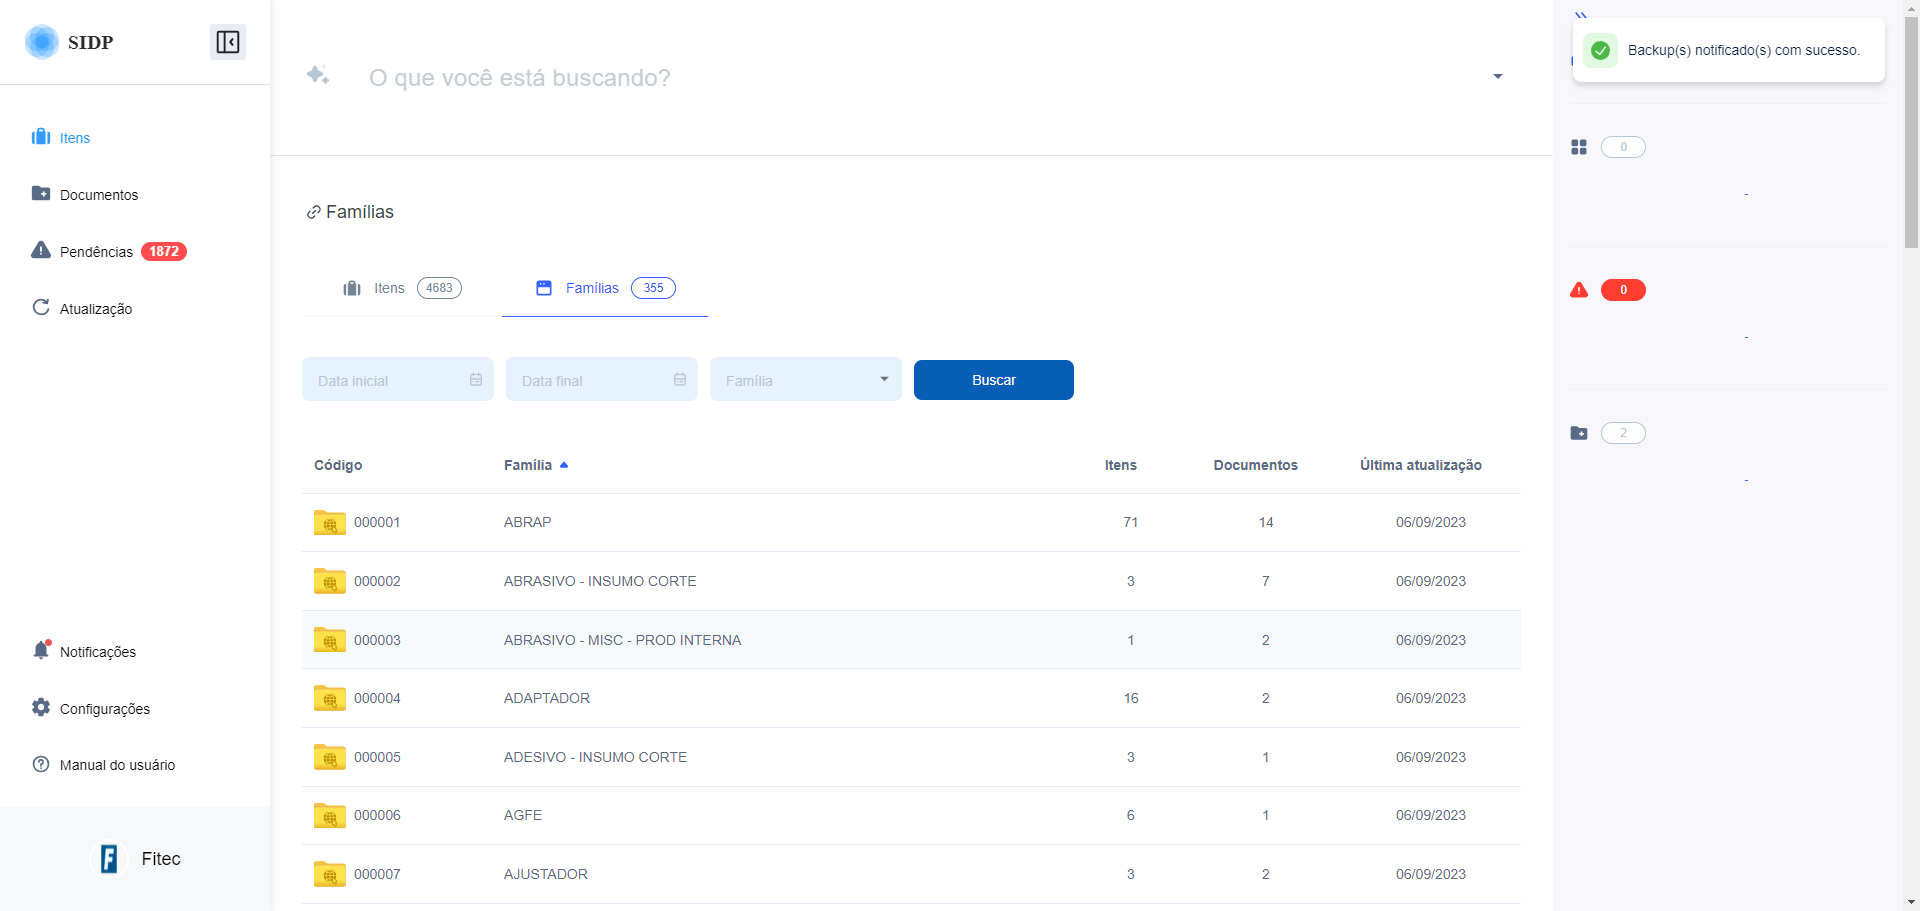 SIDP
Itens
Documentos
Pendências 1872
Atualização
Notificações
Configurações
Manual do usuário
Fitec
O que você está buscando?
Famílias
Itens 4683
Famílias 355
Data inicial
Data final
Família
Buscar
Código Família Itens Documentos Última atualização
000001 ABRAP 71 14 06/09/2023
000002 ABRASIVO - INSUMO CORTE 3 7 06/09/2023
000003 ABRASIVO - MISC - PROD INTERNA 1 2 06/09/2023
000004 ADAPTADOR 16 2 06/09/2023
000005 ADESIVO - INSUMO CORTE 3 1 06/09/2023
000006 AGFE 6 1 06/09/2023
000007 AJUSTADOR 3 2 06/09/2023
Backup(s) notificado(s) com sucesso.
0
-
0
-
2
-